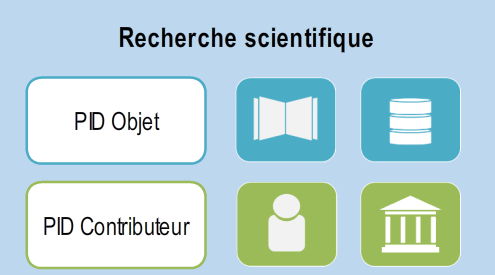 Recherche scientifique
PID Objet
PID Contributeur